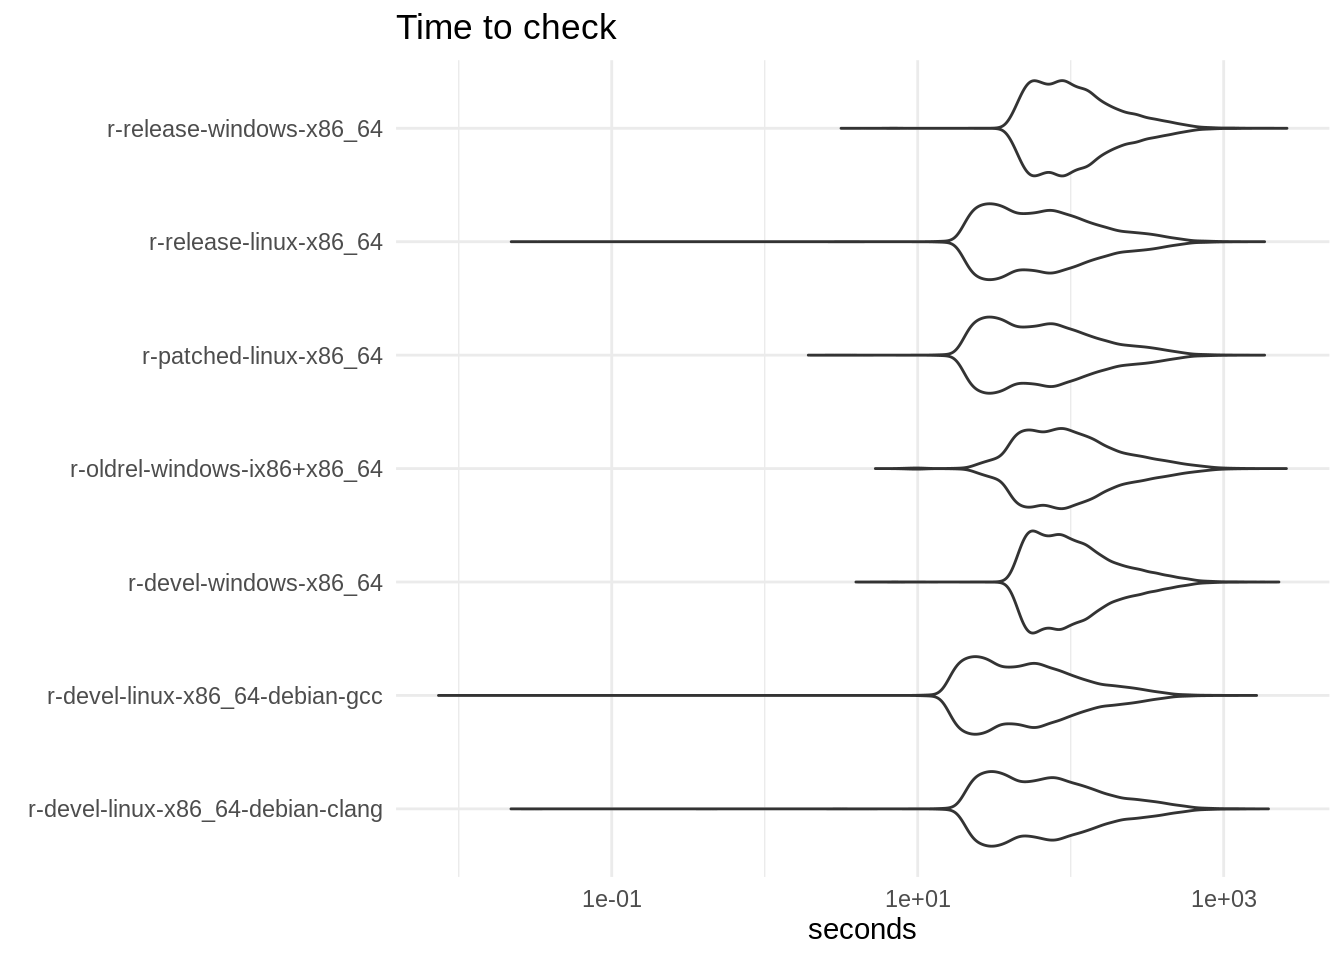 Time to check
r-release-windows-x86_64
r-release-linux-x86_64
r-patched-linux-x86_64
r-oldrel-windows-ix86+x86_64
r-devel-windows-x86_64
r-devel-linux-x86_64-debian-gcc
r-devel-linux-x86_64-debian-clang
1e-01 1e+01 1e+03
seconds